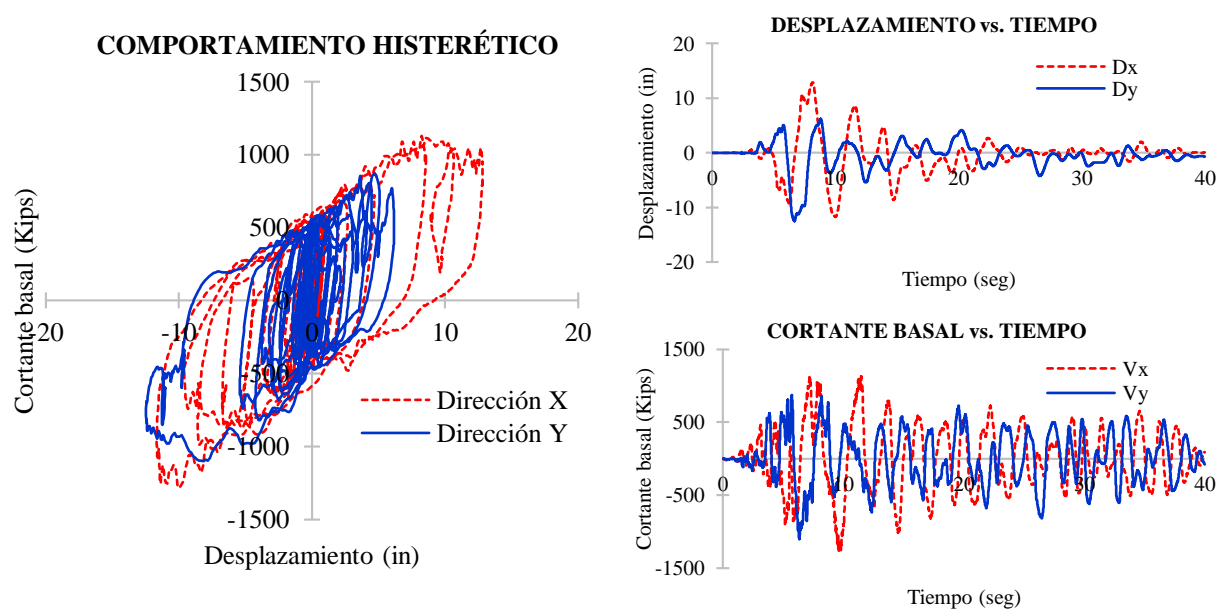 COMPORTAMIENTO HISTERÉTICO
1500
1000
500
0
-500
-1000
-1500
-20
-10
0
10
20
Cortante basal (Kips)
Desplazamiento (in)
Dirección X
Dirección Y
DESPLAZAMIENTO vs. TIEMPO
20
10
0
-10
-20
0
10
20
30
40
Dx
Dy
Desplazamiento (in)
Tiempo (seg)
CORTANTE BASAL vs. TIEMPO
1500
500
-500
-1500
0
10
20
30
40
Vx
Vy
Cortante basal (Kips)
Tiempo (seg)